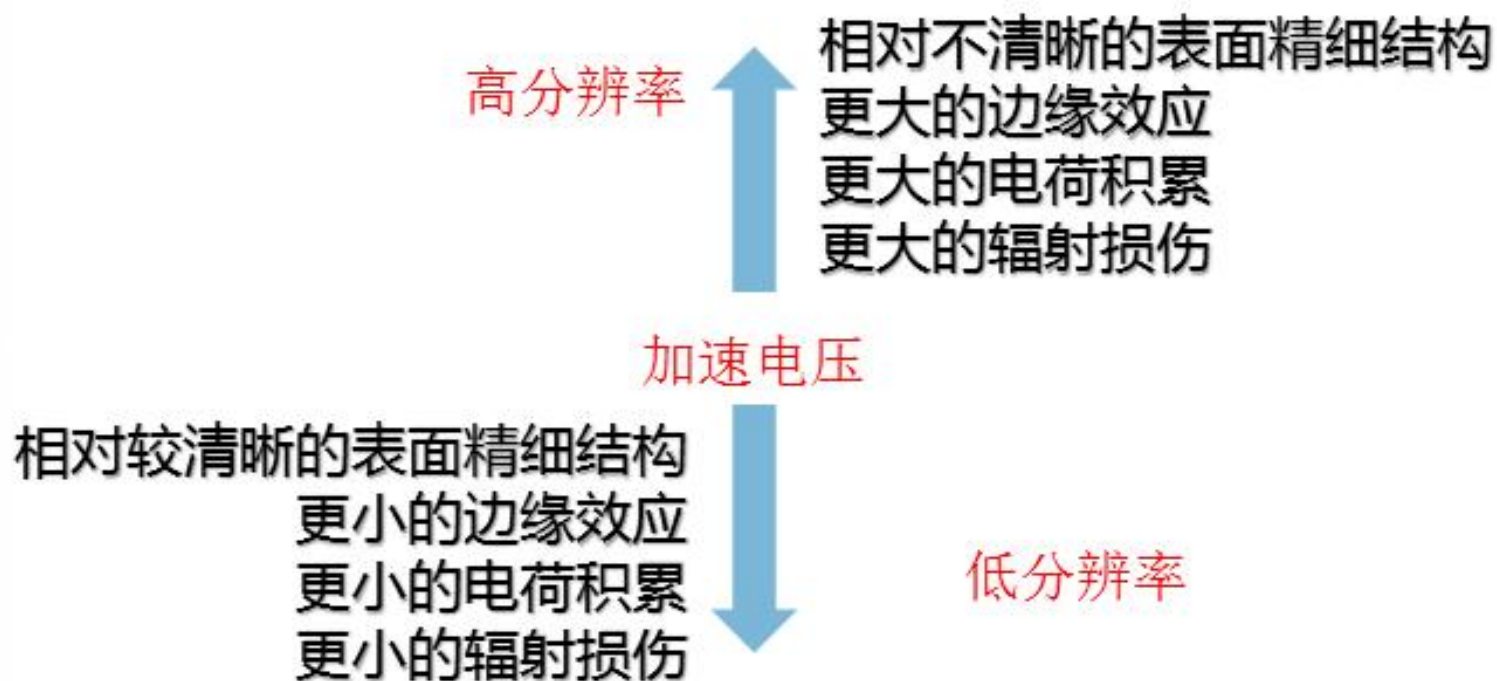 高分辨率
相对不清晰的表面精细结构
更大的边缘效应
更大的电荷积累
更大的辐射损伤
加速电压
相对较清晰的表面精细结构
更小的边缘效应
更小的电荷积累
更小的辐射损伤
低分辨率